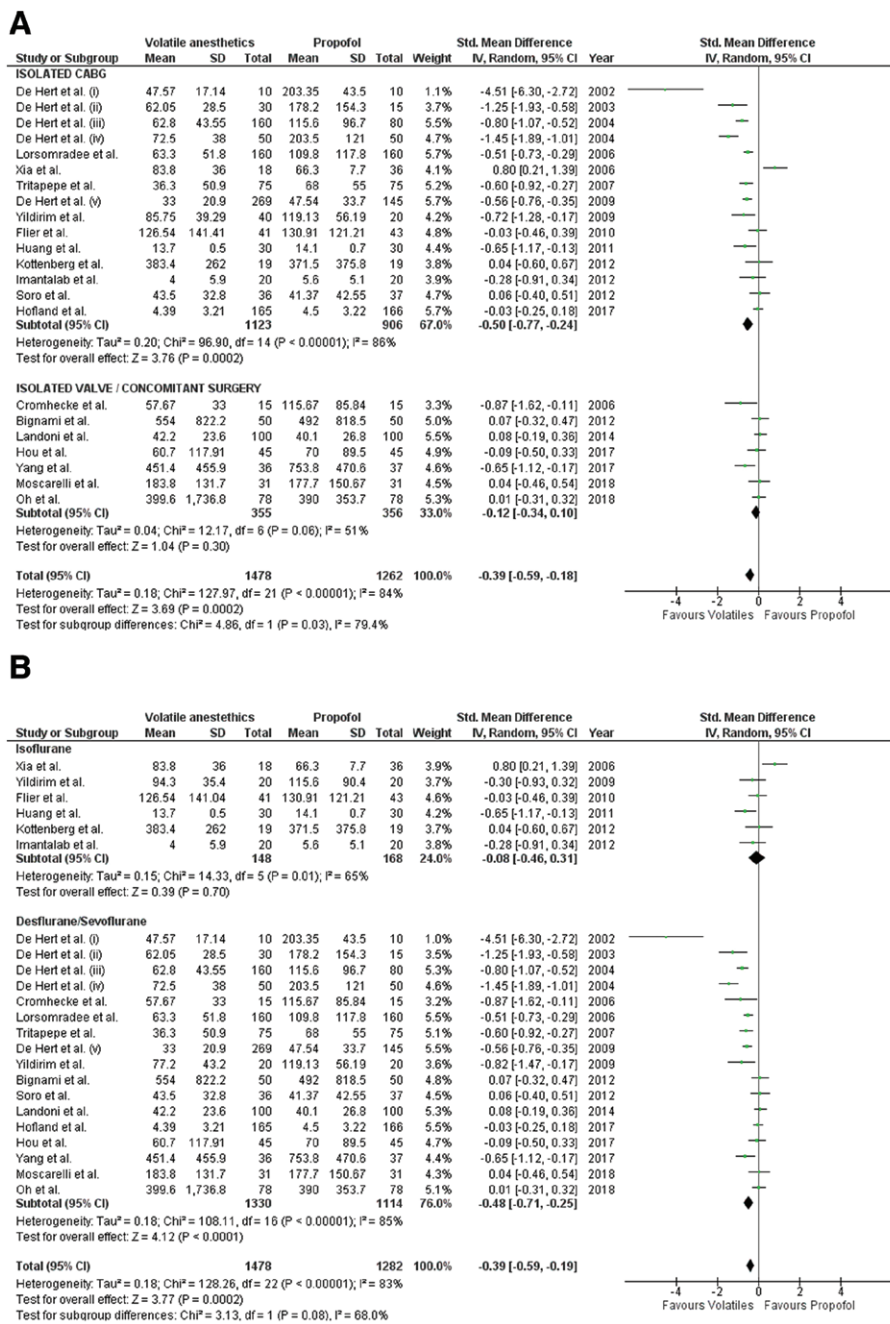 A
Volatile anesthetics Propofol Std. Mean Difference Std. Mean Difference
Study or Subgroup Mean SD Total Mean SD Total Weight IV, Random, 95% CI Year IV, Random, 95% CI
ISOLATED CABG
De Hert et al. (i) 47.57 17.14 10 203.35 43.5 10 1.1% -4.51 [-6.30, -2.72] 2002
De Hert et al. (ii) 62.05 28.5 30 178.2 154.3 15 3.7% -1.25 [-1.93, -0.58] 2003
De Hert et al. (iii) 62.8 43.55 160 115.6 96.7 80 5.4% -0.80 [-1.07, -0.52] 2004
De Hert et al. (iv) 72.5 38 50 203.5 121 50 4.7% -1.45 [-1.89, -1.01] 2004
Lorsomradee et al. 63.3 51.8 160 109.8 117.8 160 5.7% -0.51 [-0.73, -0.29] 2006
Xia et al. 83.8 36 18 66.3 7.7 36 4.0% 0.80 [0.21, 1.39] 2006
Tritapepe et al. 36.3 50.9 75 68 55 75 5.2% -0.60 [-0.92, -0.27] 2007
De Hert et al. (v) 33 20.9 269 47.54 33.7 145 5.7% -0.56 [-0.76, -0.35] 2009
Yildirim et al. 85.75 39.29 40 119.13 56.19 20 4.2% -0.72 [-1.28, -0.17] 2009
Flier et al. 126.54 141.41 41 130.91 121.21 43 4.8% -0.03 [-0.46, 0.39] 2010
Huang et al. 13.7 0.5 30 14.1 0.7 30 4.4% -0.65 [-1.17, -0.13] 2011
Kottenberg et al. 383.4 262 19 371.5 375.8 19 3.8% 0.04 [-0.60, 0.67] 2012
Imantalab et al. 4 5.9 20 5.6 5.1 20 3.9% -0.28 [-0.91, 0.34] 2012
Soro et al. 43.5 32.8 36 41.37 42.55 37 4.7% 0.06 [-0.40, 0.51] 2012
Hofland et al. 4.39 3.21 165 4.5 3.22 166 5.7% -0.03 [-0.25, 0.18] 2017
Subtotal (95% CI) 1123 906 67.0% -0.50 [-0.77, -0.24]
Heterogeneity: Tau² = 0.20; Chi² = 96.90, df = 14 (P < 0.00001); I² = 86%
Test for overall effect: Z = 3.76 (P = 0.0002)
ISOLATED VALVE / CONCOMITANT SURGERY
Cromhecke et al. 57.67 33 15 115.67 85.84 15 3.3% -0.87 [-1.62, -0.11] 2006
Bignami et al. 554 822.2 50 492 818.5 50 5.0% 0.07 [-0.32, 0.47] 2012
Landoni et al. 42.2 23.6 100 40.1 26.8 100 5.5% 0.08 [-0.19, 0.36] 2014
Hou et al. 60.7 117.91 45 70 89.5 45 4.9% -0.09 [-0.50, 0.33] 2017
Yang et al. 451.4 455.9 36 753.8 470.6 37 4.6% -0.65 [-1.12, -0.17] 2017
Moscarelli et al. 183.8 131.7 31 177.7 150.67 31 4.5% 0.04 [-0.46, 0.54] 2018
Oh et al. 399.6 1,736.8 78 390 353.7 78 5.3% 0.01 [-0.31, 0.32] 2018
Subtotal (95% CI) 355 356 33.0% -0.12 [-0.34, 0.10]
Heterogeneity: Tau² = 0.04; Chi² = 12.17, df = 6 (P = 0.06); I² = 51%
Test for overall effect: Z = 1.04 (P = 0.30)
Total (95% CI) 1478 1262 100.0% -0.39 [-0.59, -0.18]
Heterogeneity: Tau² = 0.18; Chi² = 127.97, df = 21 (P < 0.00001); I² = 84%
Test for overall effect: Z = 3.69 (P = 0.0002)
Test for subgroup differences: Chi² = 4.86, df = 1 (P = 0.03), I² = 79.4%
-4 -2 0 2 4
Favours Volatiles Favours Propofol
B
Volatile anestethics Propofol Std. Mean Difference Std. Mean Difference
Study or Subgroup Mean SD Total Mean SD Total Weight IV, Random, 95% CI Year IV, Random, 95% CI
Isoflurane
Xia et al. 83.8 36 18 66.3 7.7 36 3.9% 0.80 [0.21, 1.39] 2006
Yildirim et al. 94.3 35.4 20 115.6 90.4 20 3.8% -0.30 [-0.93, 0.32] 2009
Flier et al. 126.54 141.04 41 130.91 121.21 43 4.6% -0.03 [-0.46, 0.39] 2010
Huang et al. 13.7 0.5 30 14.1 0.7 30 4.2% -0.65 [-1.17, -0.13] 2011
Kottenberg et al. 383.4 262 19 371.5 375.8 19 3.7% 0.04 [-0.60, 0.67] 2012
Imantalab et al. 4 5.9 20 5.6 5.1 20 3.8% -0.28 [-0.91, 0.34] 2012
Subtotal (95% CI) 148 168 24.0% -0.08 [-0.46, 0.31]
Heterogeneity: Tau² = 0.15; Chi² = 14.33, df = 5 (P = 0.01); I² = 65%
Test for overall effect: Z = 0.39 (P = 0.70)
Desflurane/Sevoflurane
De Hert et al. (i) 47.57 17.14 10 203.35 43.5 10 1.0% -4.51 [-6.30, -2.72] 2002
De Hert et al. (ii) 62.05 28.5 30 178.2 154.3 15 3.5% -1.25 [-1.93, -0.58] 2003
De Hert et al. (iii) 62.8 43.55 160 115.6 96.7 80 5.2% -0.80 [-1.07, -0.52] 2004
De Hert et al. (iv) 72.5 38 50 203.5 121 50 4.6% -1.45 [-1.89, -1.01] 2004
Cromhecke et al. 57.67 33 15 115.67 85.84 15 3.2% -0.87 [-1.62, -0.11] 2006
Lorsomradee et al. 63.3 51.8 160 109.8 117.8 160 5.4% -0.51 [-0.73, -0.29] 2006
Tritapepe et al. 36.3 50.9 75 68 55 75 5.0% -0.60 [-0.92, -0.27] 2007
De Hert et al. (v) 33 20.9 269 47.54 33.7 145 5.5% -0.56 [-0.76, -0.35] 2009
Yildirim et al. 77.2 43.2 20 119.13 56.19 20 3.6% -0.82 [-1.47, -0.17] 2009
Bignami et al. 554 822.2 50 492 818.5 50 4.8% 0.07 [-0.32, 0.47] 2012
Soro et al. 43.5 32.8 36 41.37 42.55 37 4.5% 0.06 [-0.40, 0.51] 2012
Landoni et al. 42.2 23.6 100 40.1 26.8 100 5.2% 0.08 [-0.19, 0.36] 2014
Hofland et al. 4.39 3.21 165 4.5 3.22 166 5.4% -0.03 [-0.25, 0.18] 2017
Hou et al. 60.7 117.91 45 70 89.5 45 4.7% -0.09 [-0.50, 0.33] 2017
Yang et al. 451.4 455.9 36 753.8 470.6 37 4.4% -0.65 [-1.12, -0.17] 2017
Moscarelli et al. 183.8 131.7 31 177.7 150.67 31 4.3% 0.04 [-0.46, 0.54] 2018
Oh et al. 399.6 1,736.8 78 390 353.7 78 5.1% 0.01 [-0.31, 0.32] 2018
Subtotal (95% CI) 1330 1114 76.0% -0.48 [-0.71, -0.25]
Heterogeneity: Tau² = 0.18; Chi² = 108.11, df = 16 (P < 0.00001); I² = 85%
Test for overall effect: Z = 4.12 (P < 0.0001)
Total (95% CI) 1478 1282 100.0% -0.39 [-0.59, -0.19]
Heterogeneity: Tau² = 0.18; Chi² = 128.26, df = 22 (P < 0.00001); I² = 83%
Test for overall effect: Z = 3.77 (P = 0.0002)
Test for subgroup differences: Chi² = 3.13, df = 1 (P = 0.08), I² = 68.0%
-4 -2 0 2 4
Favours Volatiles Favours Propofol